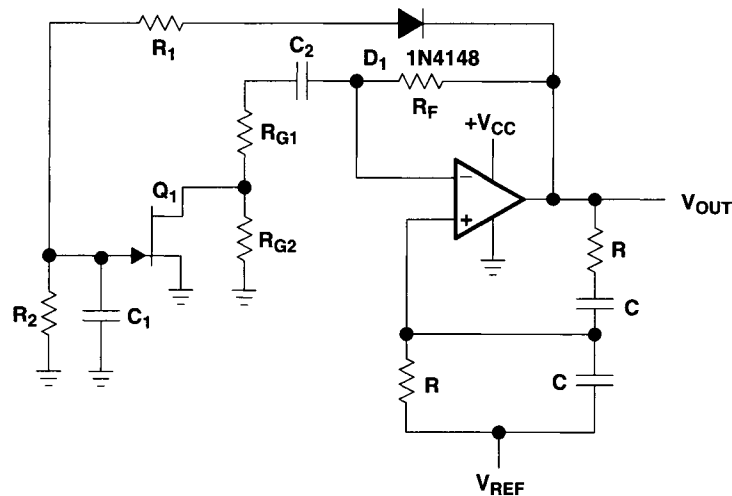 R1
C2
D1 1N4148
RF
RG1
+VCC
Q1
−
VOUT
+
R
RG2
C
R2
C1
R
C
VREF